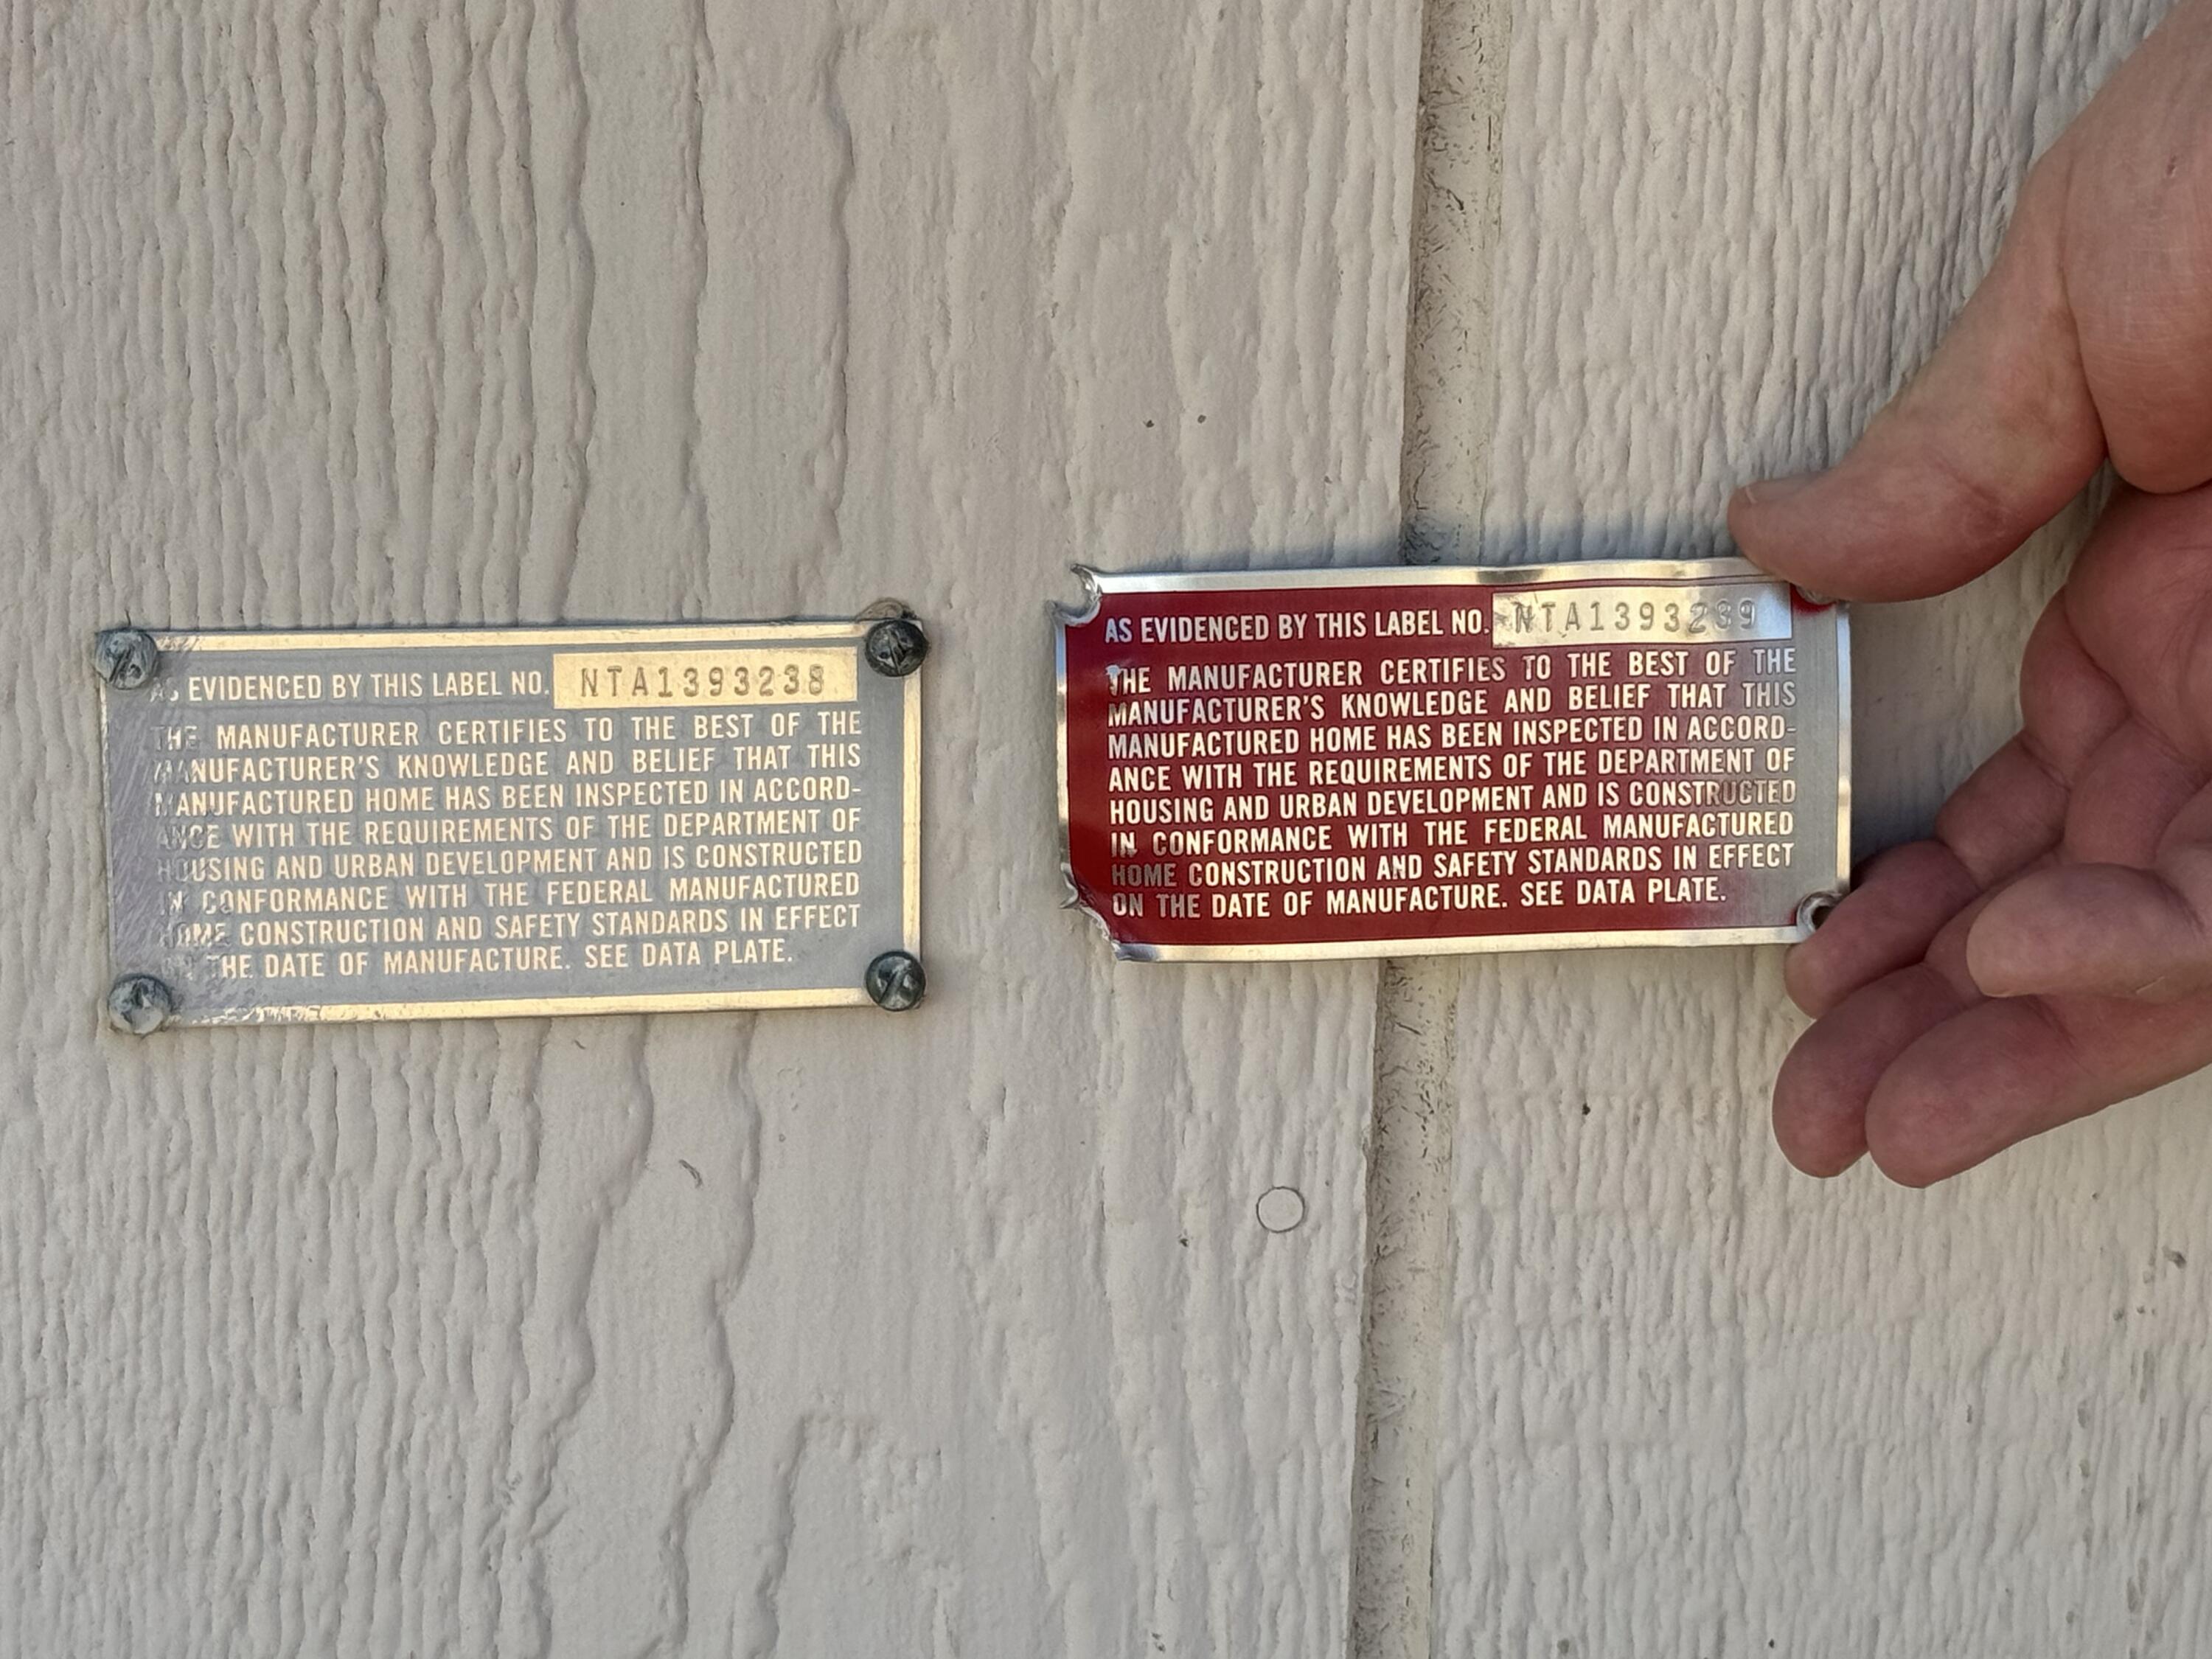 AS EVIDENCED BY THIS LABEL NO. NTA1393238
THE MANUFACTURER CERTIFIES TO THE BEST OF THE
MANUFACTURER'S KNOWLEDGE AND BELIEF THAT THIS
MANUFACTURED HOME HAS BEEN INSPECTED IN ACCORD-
ANCE WITH THE REQUIREMENTS OF THE DEPARTMENT OF
HOUSING AND URBAN DEVELOPMENT AND IS CONSTRUCTED
IN CONFORMANCE WITH THE FEDERAL MANUFACTURED
HOME CONSTRUCTION AND SAFETY STANDARDS IN EFFECT
THE DATE OF MANUFACTURE. SEE DATA PLATE.
AS EVIDENCED BY THIS LABEL NO. NTA1393239
THE MANUFACTURER CERTIFIES TO THE BEST OF THE
MANUFACTURER'S KNOWLEDGE AND BELIEF THAT THIS
MANUFACTURED HOME HAS BEEN INSPECTED IN ACCORD-
ANCE WITH THE REQUIREMENTS OF THE DEPARTMENT OF
HOUSING AND URBAN DEVELOPMENT AND IS CONSTRUCTED
IN CONFORMANCE WITH THE FEDERAL MANUFACTURED
HOME CONSTRUCTION AND SAFETY STANDARDS IN EFFECT
ON THE DATE OF MANUFACTURE. SEE DATA PLATE.